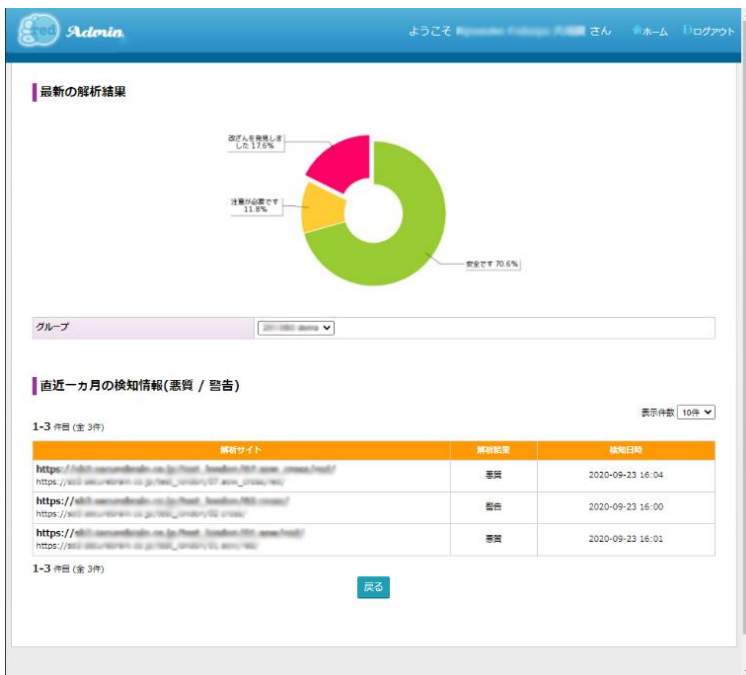 gred Admin
ようこそ さん ホーム ログアウト
最新の解析結果
改ざんを発見しま
した 17.6%
注意が必要です
11.8%
安全です 70.6%
グループ
直近一ヵ月の検知情報(悪質 / 警告)
表示件数 10件
1-3 件目 (全 3件)
解析サイト 解析結果 検知日時
https://
https:// 悪質 2020-09-23 16:04
https://
https:// 警告 2020-09-23 16:00
https://
https:// 悪質 2020-09-23 16:01
1-3 件目 (全 3件)
戻る